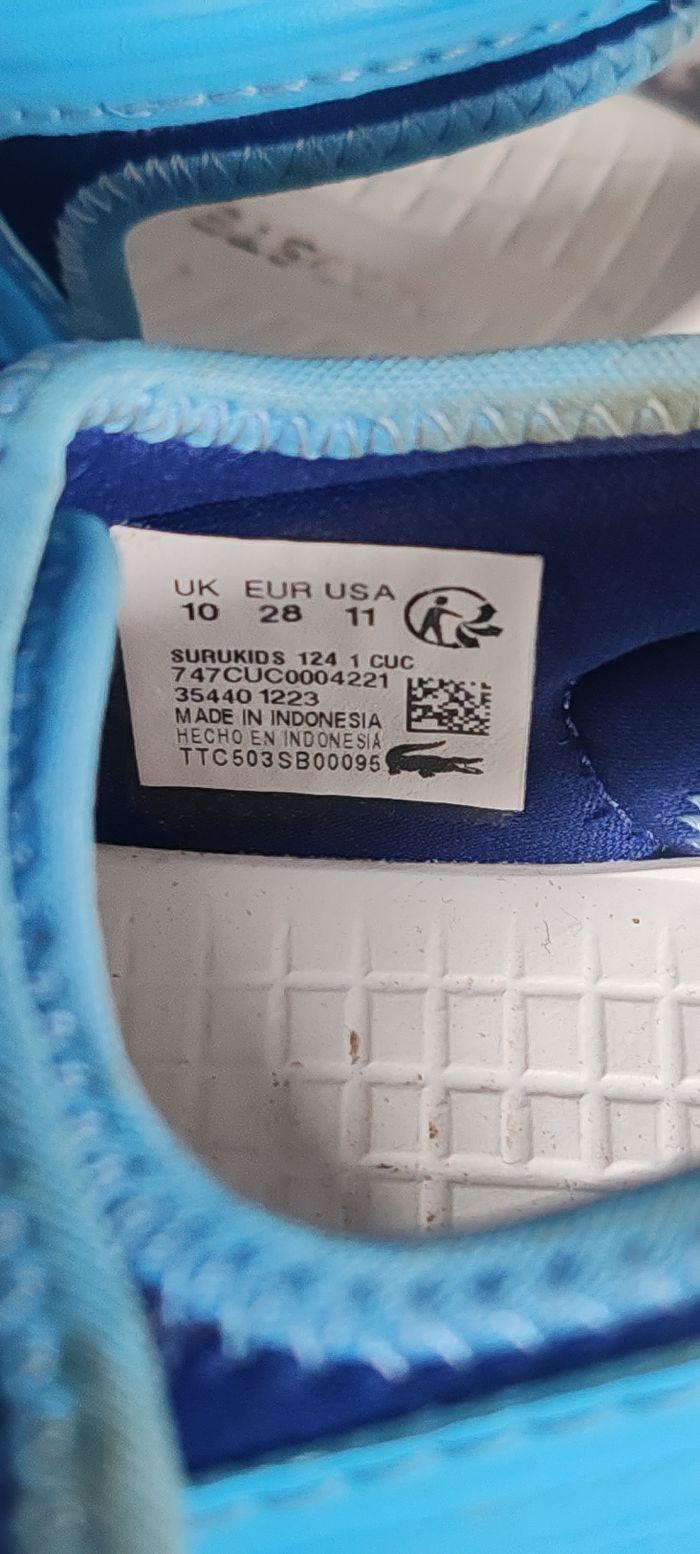 UK EUR USA
10 28 11
SURUKIDS 124 1 CUC
747CUC0004221
35440 1223
MADE IN INDONESIA
HECHO EN INDONESIA
TTC503SB00095